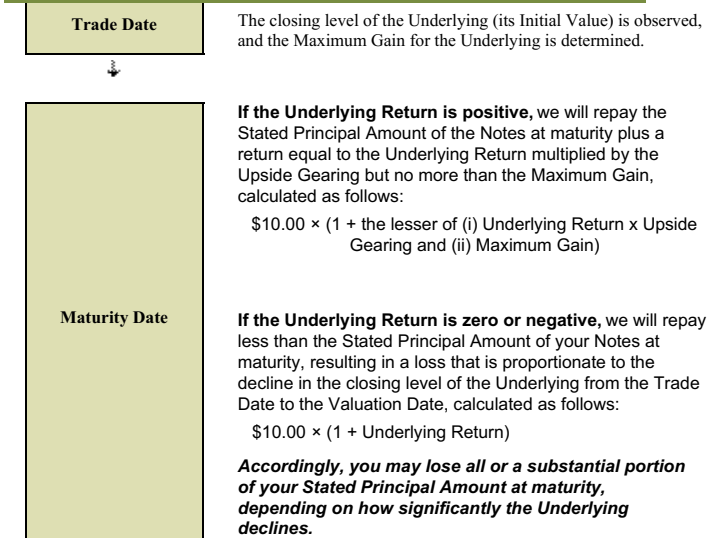 Trade Date
The closing level of the Underlying (its Initial Value) is observed,
and the Maximum Gain for the Underlying is determined.
Maturity Date
If the Underlying Return is positive, we will repay the
Stated Principal Amount of the Notes at maturity plus a
return equal to the Underlying Return multiplied by the
Upside Gearing but no more than the Maximum Gain,
calculated as follows:
$10.00 × (1 + the lesser of (i) Underlying Return x Upside
Gearing and (ii) Maximum Gain)
If the Underlying Return is zero or negative, we will repay
less than the Stated Principal Amount of your Notes at
maturity, resulting in a loss that is proportionate to the
decline in the closing level of the Underlying from the Trade
Date to the Valuation Date, calculated as follows:
$10.00 × (1 + Underlying Return)
Accordingly, you may lose all or a substantial portion
of your Stated Principal Amount at maturity,
depending on how significantly the Underlying
declines.